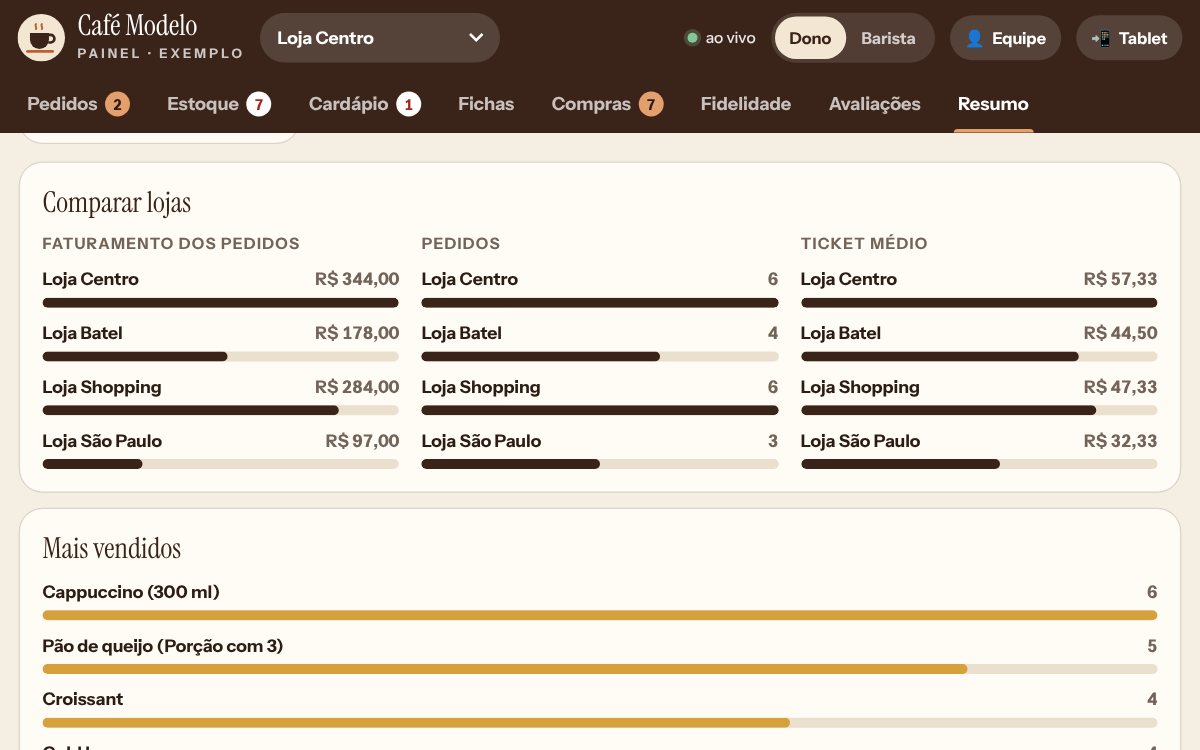 Café Modelo
PAINEL · EXEMPLO
Loja Centro
ao vivo
Dono
Barista
Equipe
Tablet
Pedidos 2
Estoque 7
Cardápio 1
Fichas
Compras 7
Fidelidade
Avaliações
Resumo
Comparar lojas
FATURAMENTO DOS PEDIDOS
Loja Centro R$ 344,00
Loja Batel R$ 178,00
Loja Shopping R$ 284,00
Loja São Paulo R$ 97,00
PEDIDOS
Loja Centro 6
Loja Batel 4
Loja Shopping 6
Loja São Paulo 3
TICKET MÉDIO
Loja Centro R$ 57,33
Loja Batel R$ 44,50
Loja Shopping R$ 47,33
Loja São Paulo R$ 32,33
Mais vendidos
Cappuccino (300 ml) 6
Pão de queijo (Porção com 3) 5
Croissant 4